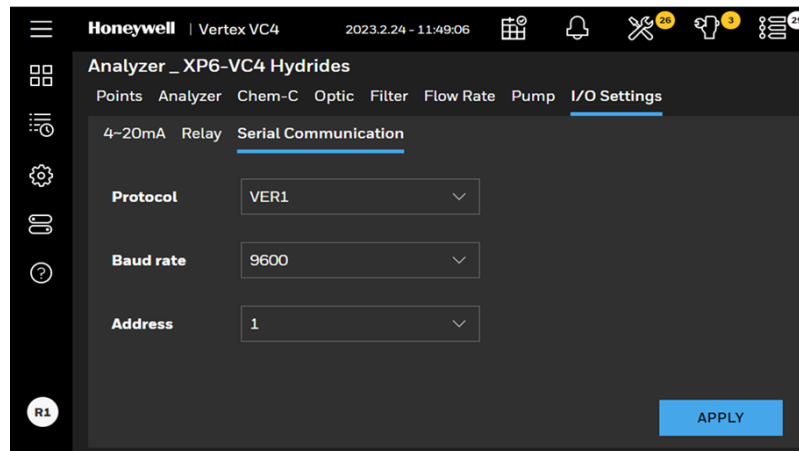 Honeywell | Vertex VC4 2023.2.24 - 11:49:06 26 3
Analyzer _ XP6-VC4 Hydrides
Points Analyzer Chem-C Optic Filter Flow Rate Pump I/O Settings
4~20mA Relay Serial Communication
Protocol VER1
Baud rate 9600
Address 1
R1 APPLY